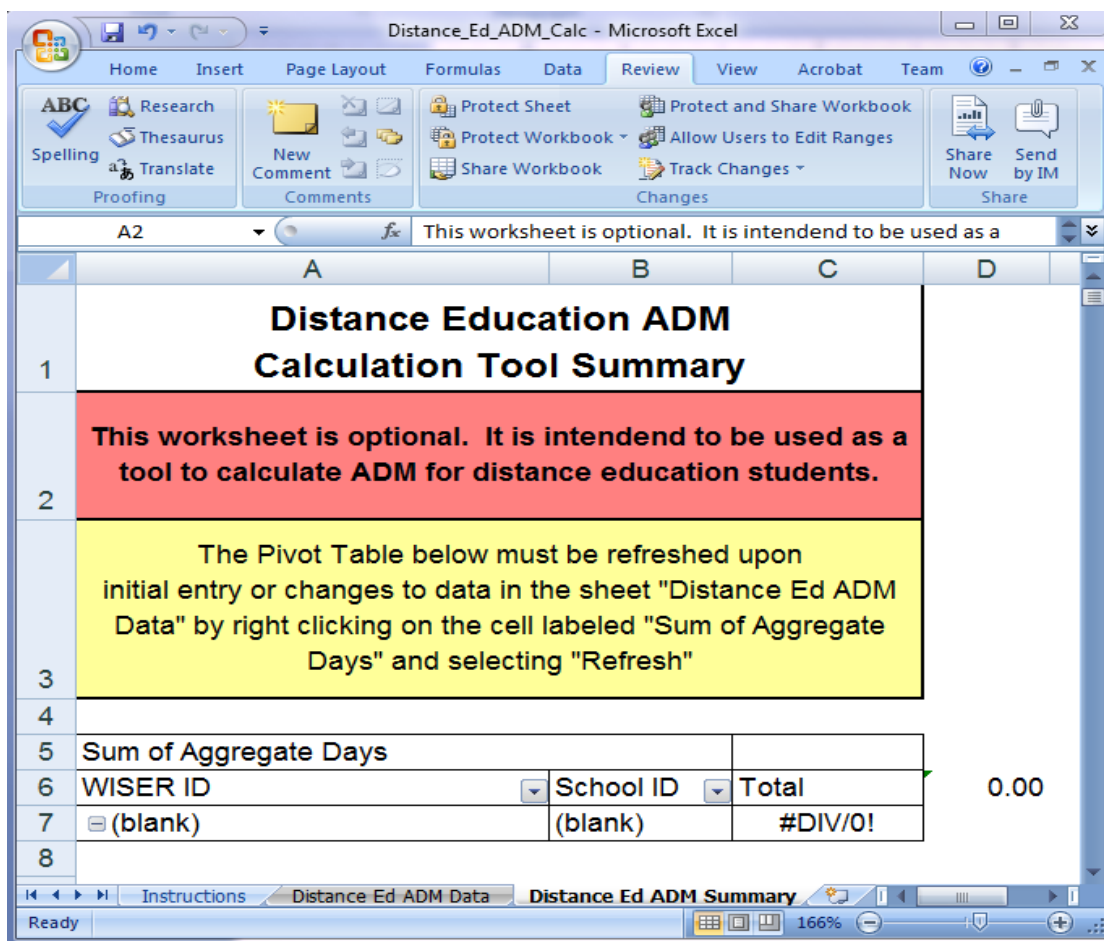 Distance_Ed_ADM_Calc - Microsoft Excel
Home Insert Page Layout Formulas Data Review View Acrobat Team
ABC Research Protect Sheet Protect and Share Workbook
Thesaurus Protect Workbook Allow Users to Edit Ranges
Spelling Translate New Comment Share Workbook Track Changes Share Now Send by IM
Proofing Comments Changes Share
A2 fx This worksheet is optional. It is intendend to be used as a
A B C D
Distance Education ADM
1 Calculation Tool Summary
This worksheet is optional. It is intendend to be used as a
tool to calculate ADM for distance education students.
2
The Pivot Table below must be refreshed upon
initial entry or changes to data in the sheet "Distance Ed ADM
Data" by right clicking on the cell labeled "Sum of Aggregate
Days" and selecting "Refresh"
3
4
5 Sum of Aggregate Days
6 WISER ID School ID Total 0.00
7 (blank) (blank) #DIV/0!
8
Instructions Distance Ed ADM Data Distance Ed ADM Summary
Ready 166%